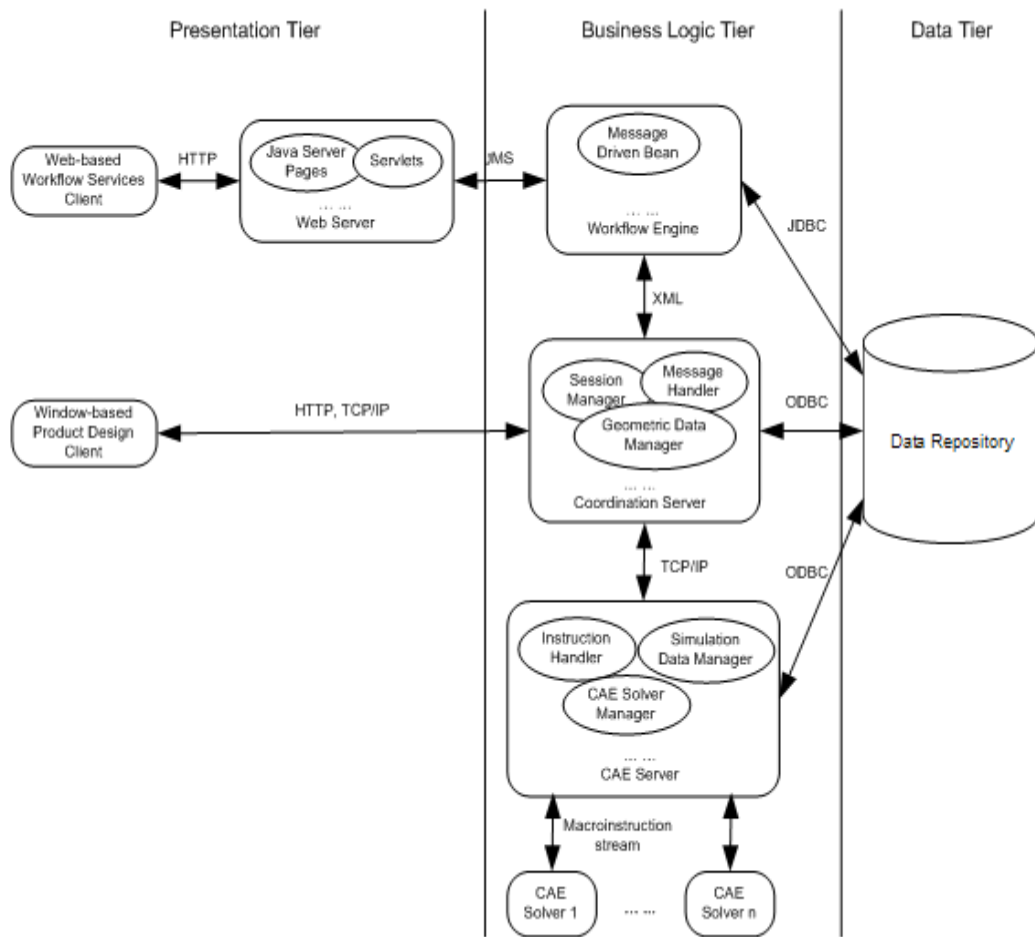 Presentation Tier
Business Logic Tier
Data Tier
Web-based
Workflow Services
Client
HTTP
Java Server
Pages
Servlets
... ...
Web Server
JMS
Message
Driven Bean
... ...
Workflow Engine
JDBC
XML
Window-based
Product Design
Client
HTTP, TCP/IP
Session
Manager
Message
Handler
Geometric Data
Manager
... ...
Coordination Server
ODBC
Data Repository
TCP/IP
ODBC
Instruction
Handler
Simulation
Data Manager
CAE Solver
Manager
... ...
CAE Server
Macroinstruction
stream
CAE
Solver 1
... ...
CAE
Solver n